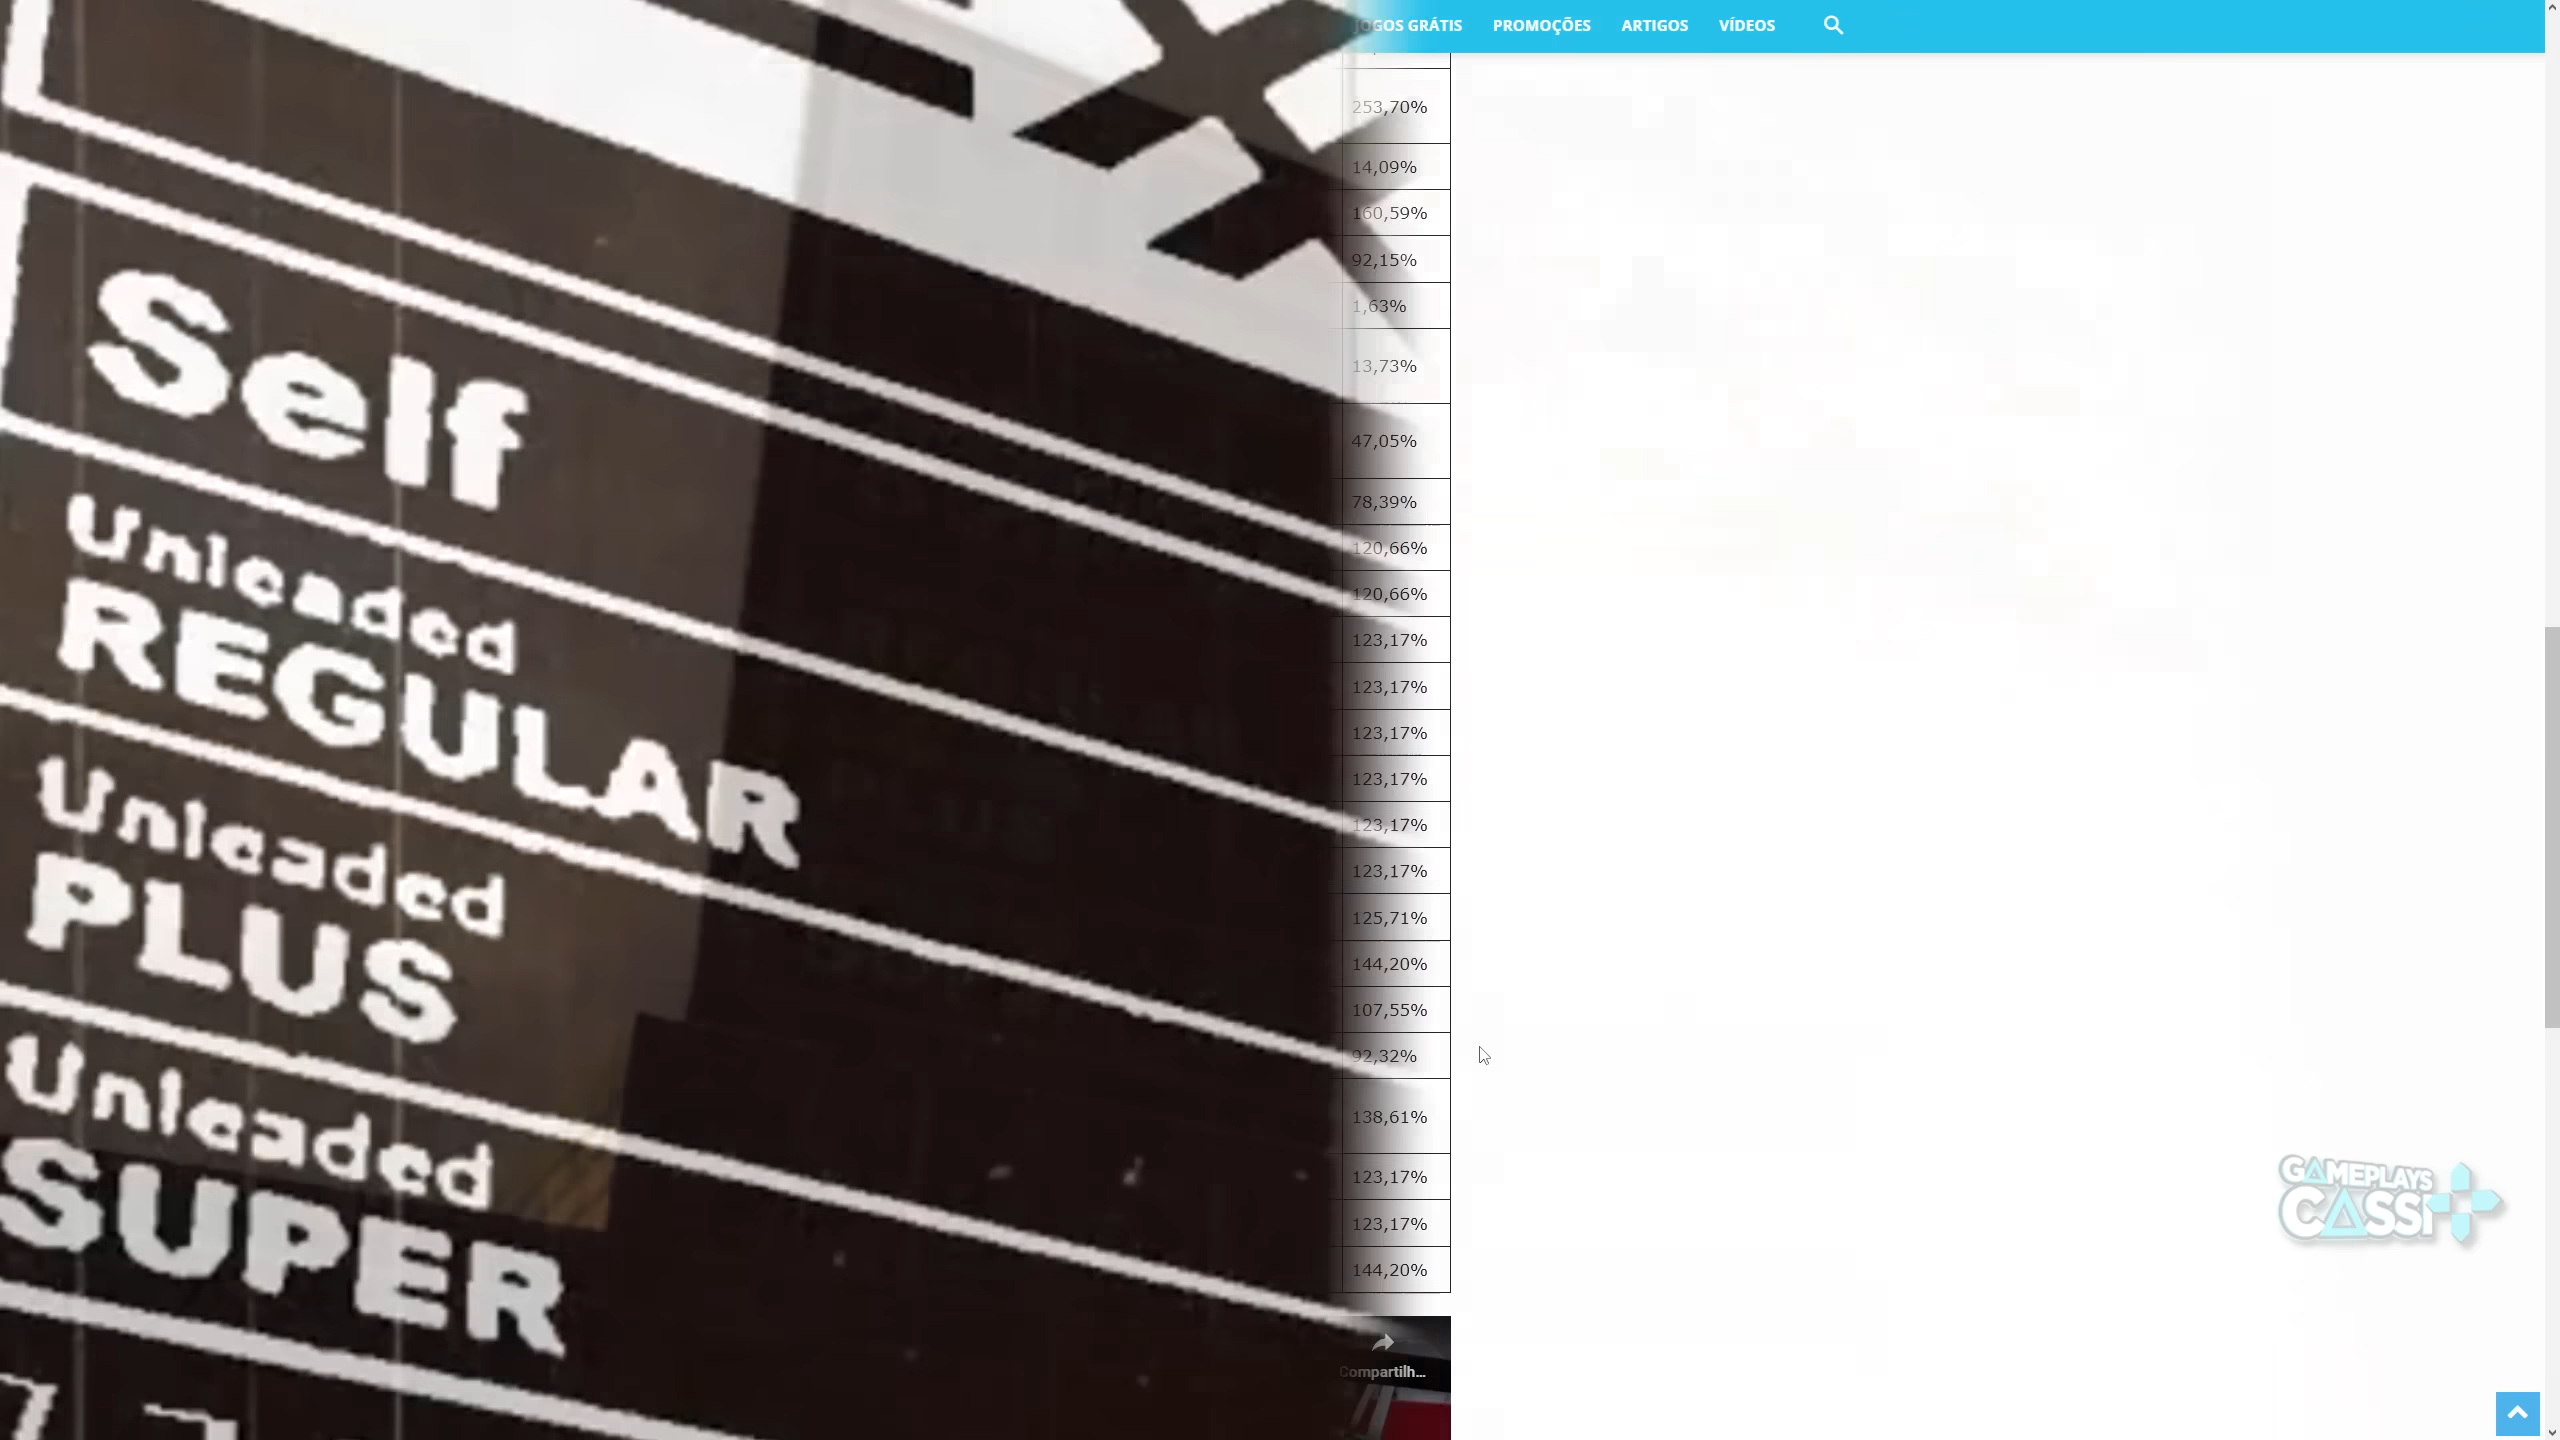 JOGOS GRÁTIS PROMOÇÕES ARTIGOS VÍDEOS
253,70%
14,09%
160,59%
92,15%
1,63%
13,73%
47,05%
78,39%
120,66%
120,66%
123,17%
123,17%
123,17%
123,17%
123,17%
123,17%
125,71%
144,20%
107,55%
92,32%
138,61%
123,17%
123,17%
144,20%
Compartilh...
Self
Unleaded
REGULAR
Unleaded
PLUS
Unleaded
SUPER
GAMEPLAYS
CASSI